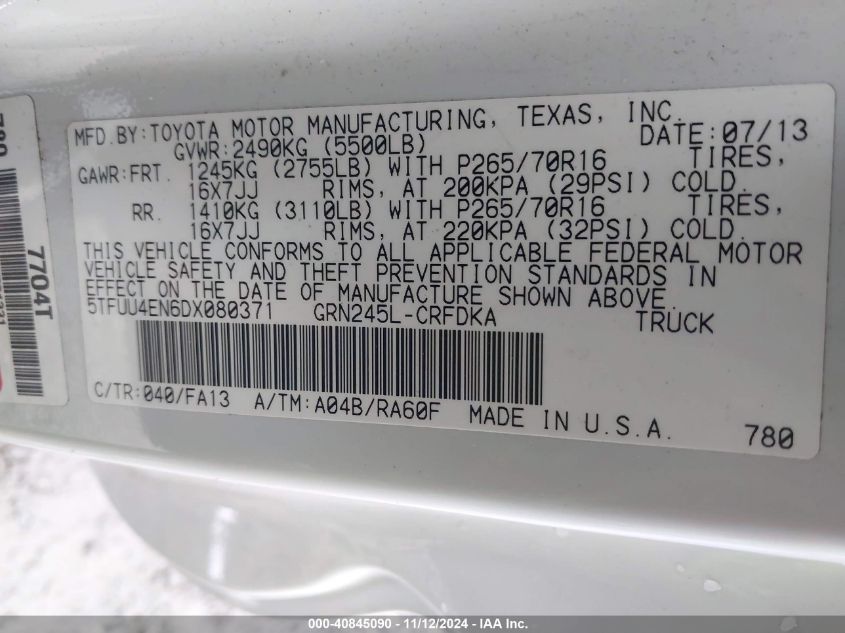 MFD.BY:TOYOTA MOTOR MANUFACTURING, TEXAS, INC.
GVWR:2490KG (5500LB) DATE:07/13
GAWR:FRT. 1245KG (2755LB) WITH P265/70R16 TIRES,
16X7JJ RIMS, AT 200KPA (29PSI) COLD.
RR. 1410KG (3110LB) WITH P265/70R16 TIRES,
16X7JJ RIMS, AT 220KPA (32PSI) COLD.
THIS VEHICLE CONFORMS TO ALL APPLICABLE FEDERAL MOTOR
VEHICLE SAFETY AND THEFT PREVENTION STANDARDS IN
EFFECT ON THE DATE OF MANUFACTURE SHOWN ABOVE.
5TFUU4EN6DX080371 GRN245L-CRFDKA TRUCK
C/TR:040/FA13 A/TM:A04B/RA60F MADE IN U.S.A. 780
7704T
000-40845090 - 11/12/2024 - IAA Inc.